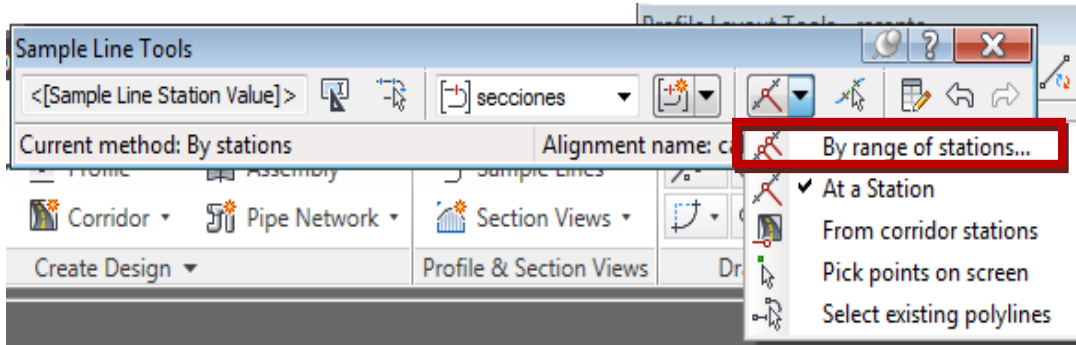 Profile Layout Tools - rasante
Sample Line Tools
<[Sample Line Station Value]>
secciones
Current method: By stations
Alignment name: ca
By range of stations...
At a Station
From corridor stations
Pick points on screen
Select existing polylines
Profile
Assembly
Sample Lines
Corridor
Pipe Network
Section Views
Create Design
Profile & Section Views
Dr